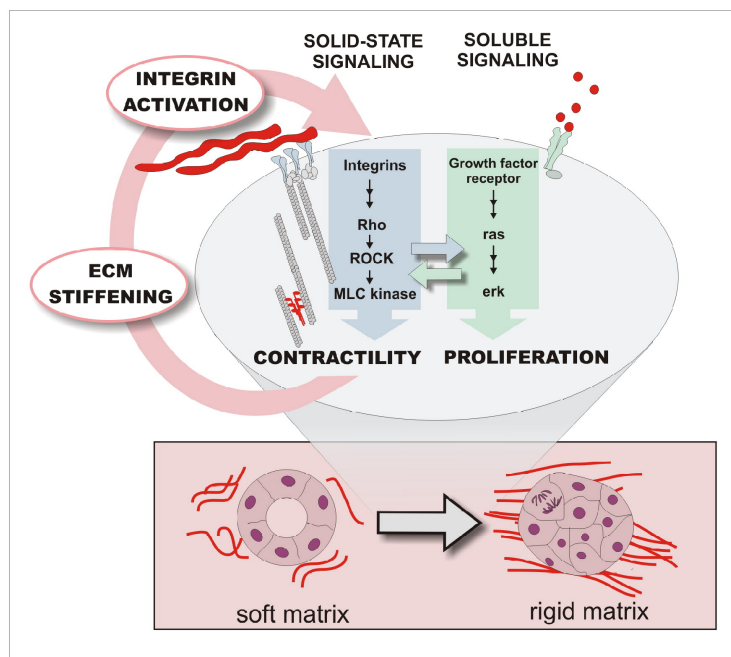 SOLID-STATE
SIGNALING
SOLUBLE
SIGNALING
INTEGRIN
ACTIVATION
Integrins
Rho
ROCK
MLC kinase
Growth factor
receptor
ras
erk
ECM
STIFFENING
CONTRACTILITY
PROLIFERATION
soft matrix
rigid matrix